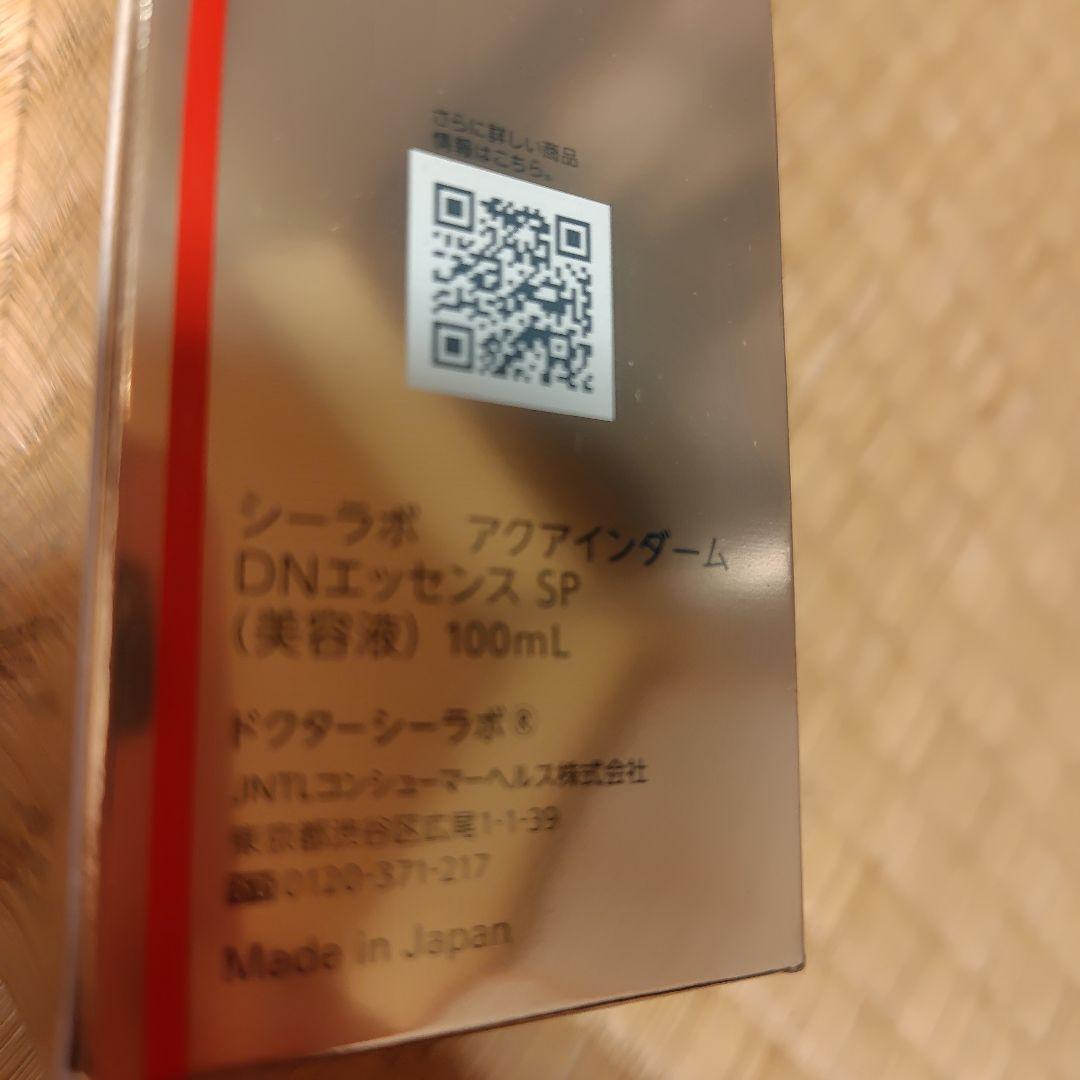 さらに詳しい商品
情報はこちら。
シーラボ アクアインダーム
DNエッセンス SP
(美容液) 100mL
ドクターシーラボ®
JNTLコンシューマーヘルス株式会社
東京都渋谷区広尾1-1-39
0120-371-217
Made in Japan